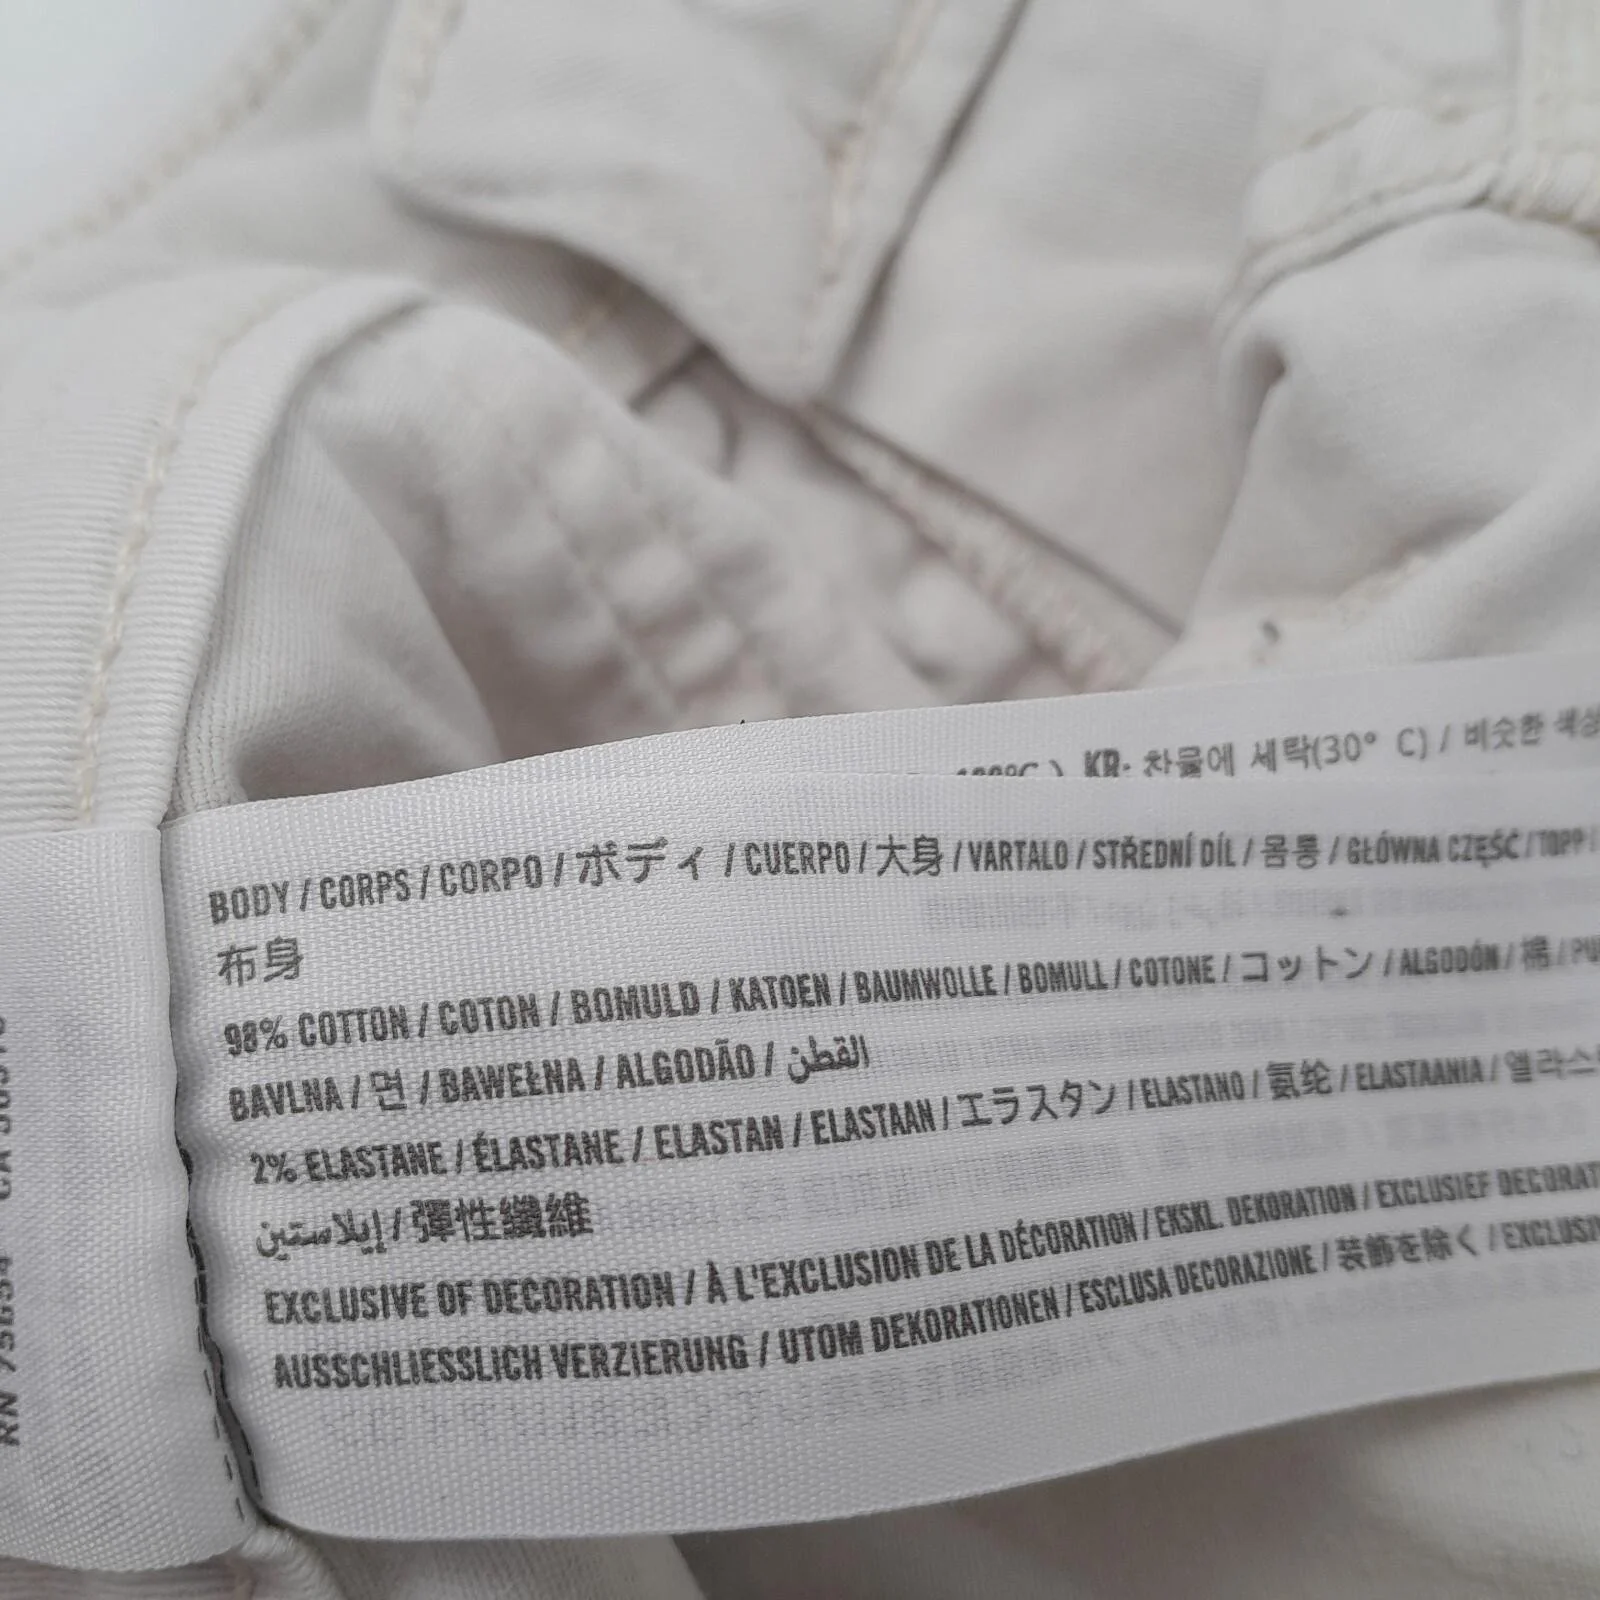 KR: 찬물에 세탁(30° C) / 비슷한 색상
BODY / CORPS / CORPO / ボディ / CUERPO / 大身 / VARTALO / STŘEDNÍ DÍL / 몸통 / GŁÓWNA CZĘŚĆ / TOPP /
布身
98% COTTON / COTON / BOMULD / KATOEN / BAUMWOLLE / BOMULL / COTONE / コットン / ALGODÓN / 棉 /
BAVLNA / 면 / BAWEŁNA / ALGODÃO / القطن
2% ELASTANE / ÉLASTANE / ELASTAN / ELASTAAN / エラスタン / ELASTANO / 氨纶 / ELASTAANIA /
إيلاستين / 彈性纖維
EXCLUSIVE OF DECORATION / À L'EXCLUSION DE LA DÉCORATION / EKSKL. DEKORATION / EXCLUSIEF
AUSSCHLIESSLICH VERZIERUNG / UTOM DEKORATIONEN / ESCLUSA DECORAZIONE / 装飾を除く /
RN 75654 CA